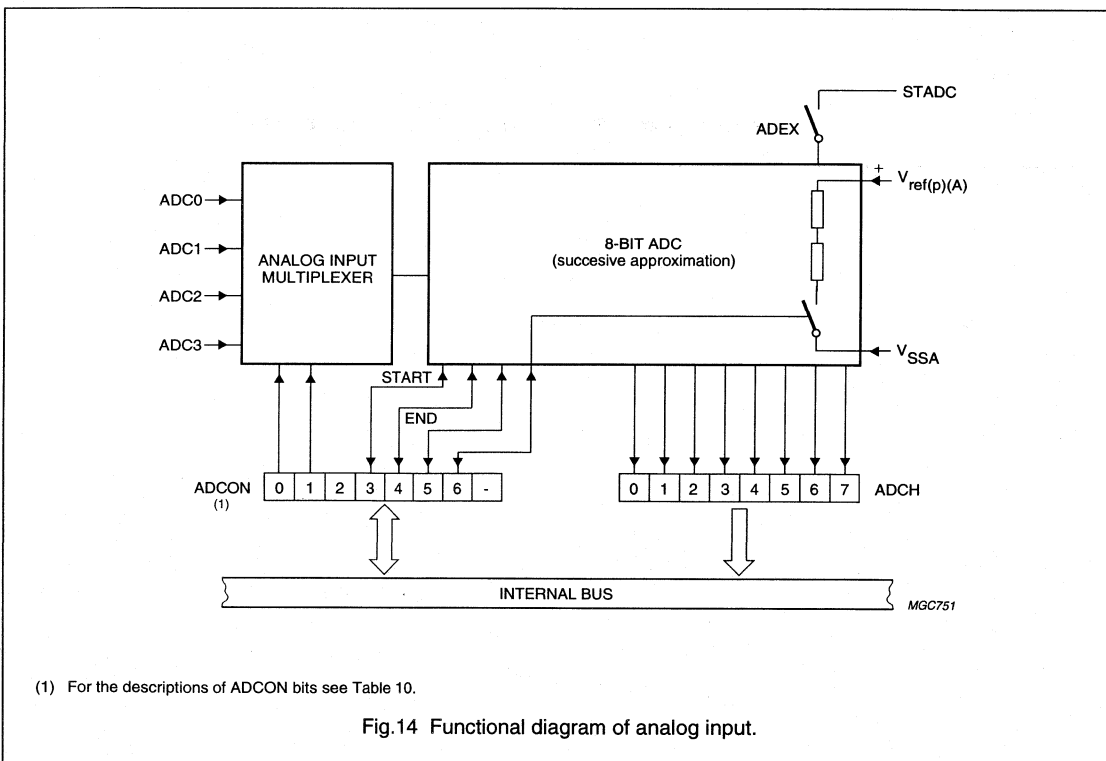 STADC
ADEX
+
Vref(p)(A)
ADC0
ADC1
ADC2
ADC3
ANALOG INPUT
MULTIPLEXER
8-BIT ADC
(succesive approximation)
VSSA
START
END
ADCON
(1)
0 1 2 3 4 5 6 -
0 1 2 3 4 5 6 7
ADCH
INTERNAL BUS
MGC751
(1) For the descriptions of ADCON bits see Table 10.
Fig.14 Functional diagram of analog input.